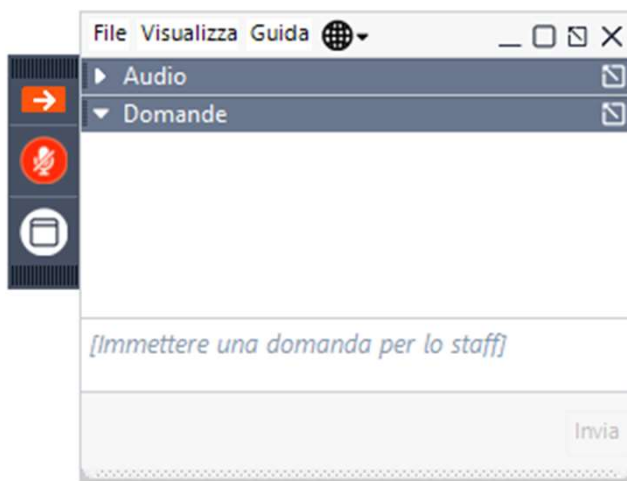 File Visualizza Guida
Audio
Domande
[Immettere una domanda per lo staff]
Invia